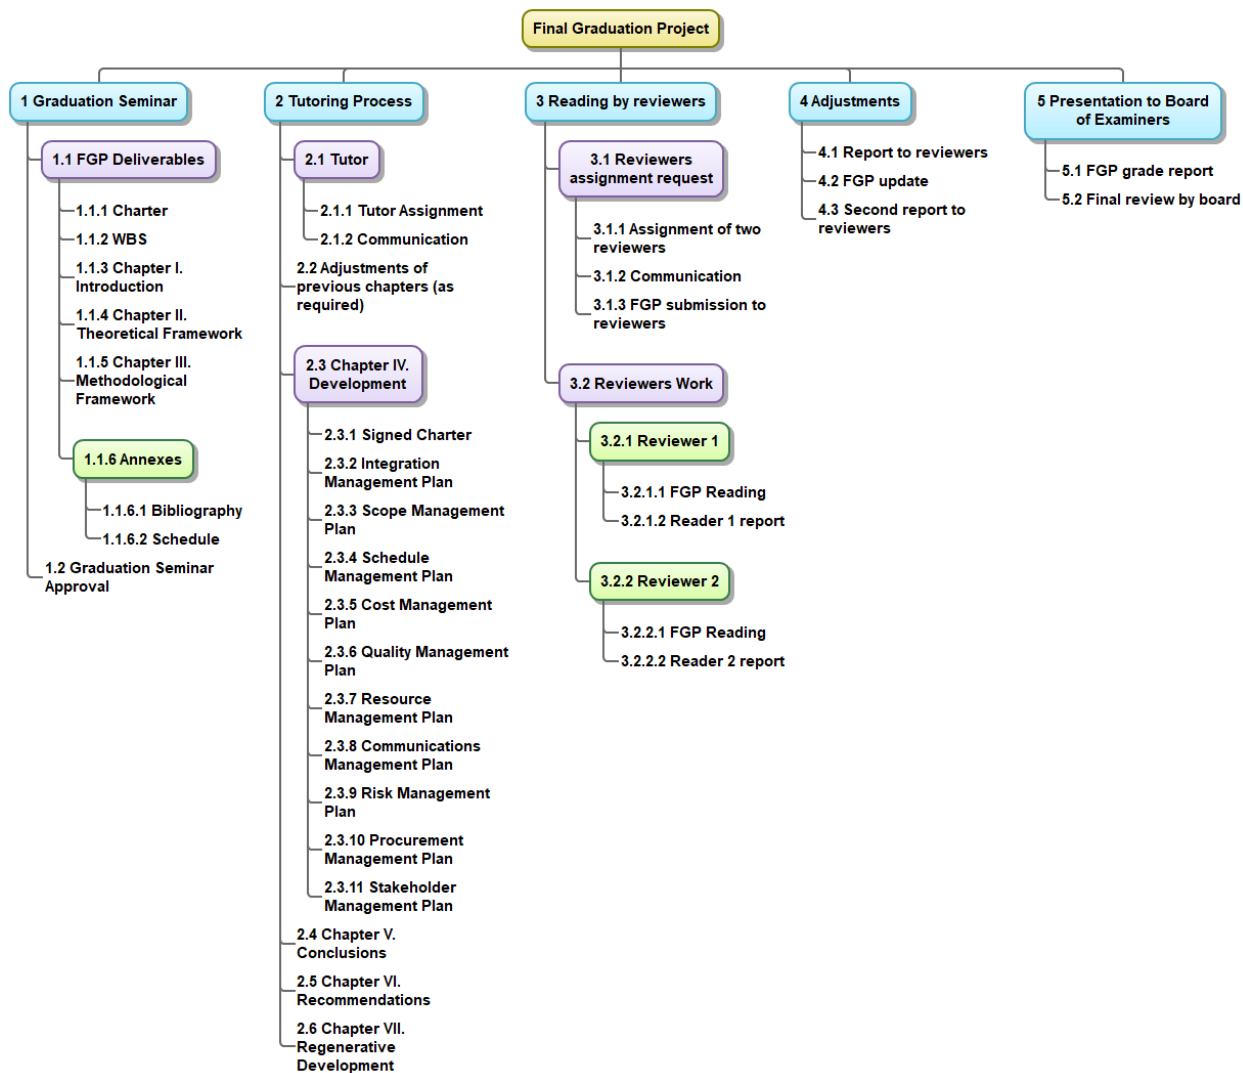 Final Graduation Project
1 Graduation Seminar
1.1 FGP Deliverables
1.1.1 Charter
1.1.2 WBS
1.1.3 Chapter I.
Introduction
1.1.4 Chapter II.
Theoretical Framework
1.1.5 Chapter III.
Methodological
Framework
1.1.6 Annexes
1.1.6.1 Bibliography
1.1.6.2 Schedule
1.2 Graduation Seminar
Approval
2 Tutoring Process
2.1 Tutor
2.1.1 Tutor Assignment
2.1.2 Communication
2.2 Adjustments of
previous chapters (as
required)
2.3 Chapter IV.
Development
2.3.1 Signed Charter
2.3.2 Integration
Management Plan
2.3.3 Scope Management
Plan
2.3.4 Schedule
Management Plan
2.3.5 Cost Management
Plan
2.3.6 Quality Management
Plan
2.3.7 Resource
Management Plan
2.3.8 Communications
Management Plan
2.3.9 Risk Management
Plan
2.3.10 Procurement
Management Plan
2.3.11 Stakeholder
Management Plan
2.4 Chapter V.
Conclusions
2.5 Chapter VI.
Recommendations
2.6 Chapter VII.
Regenerative
Development
3 Reading by reviewers
3.1 Reviewers
assignment request
3.1.1 Assignment of two
reviewers
3.1.2 Communication
3.1.3 FGP submission to
reviewers
3.2 Reviewers Work
3.2.1 Reviewer 1
3.2.1.1 FGP Reading
3.2.1.2 Reader 1 report
3.2.2 Reviewer 2
3.2.2.1 FGP Reading
3.2.2.2 Reader 2 report
4 Adjustments
4.1 Report to reviewers
4.2 FGP update
4.3 Second report to
reviewers
5 Presentation to Board
of Examiners
5.1 FGP grade report
5.2 Final review by board